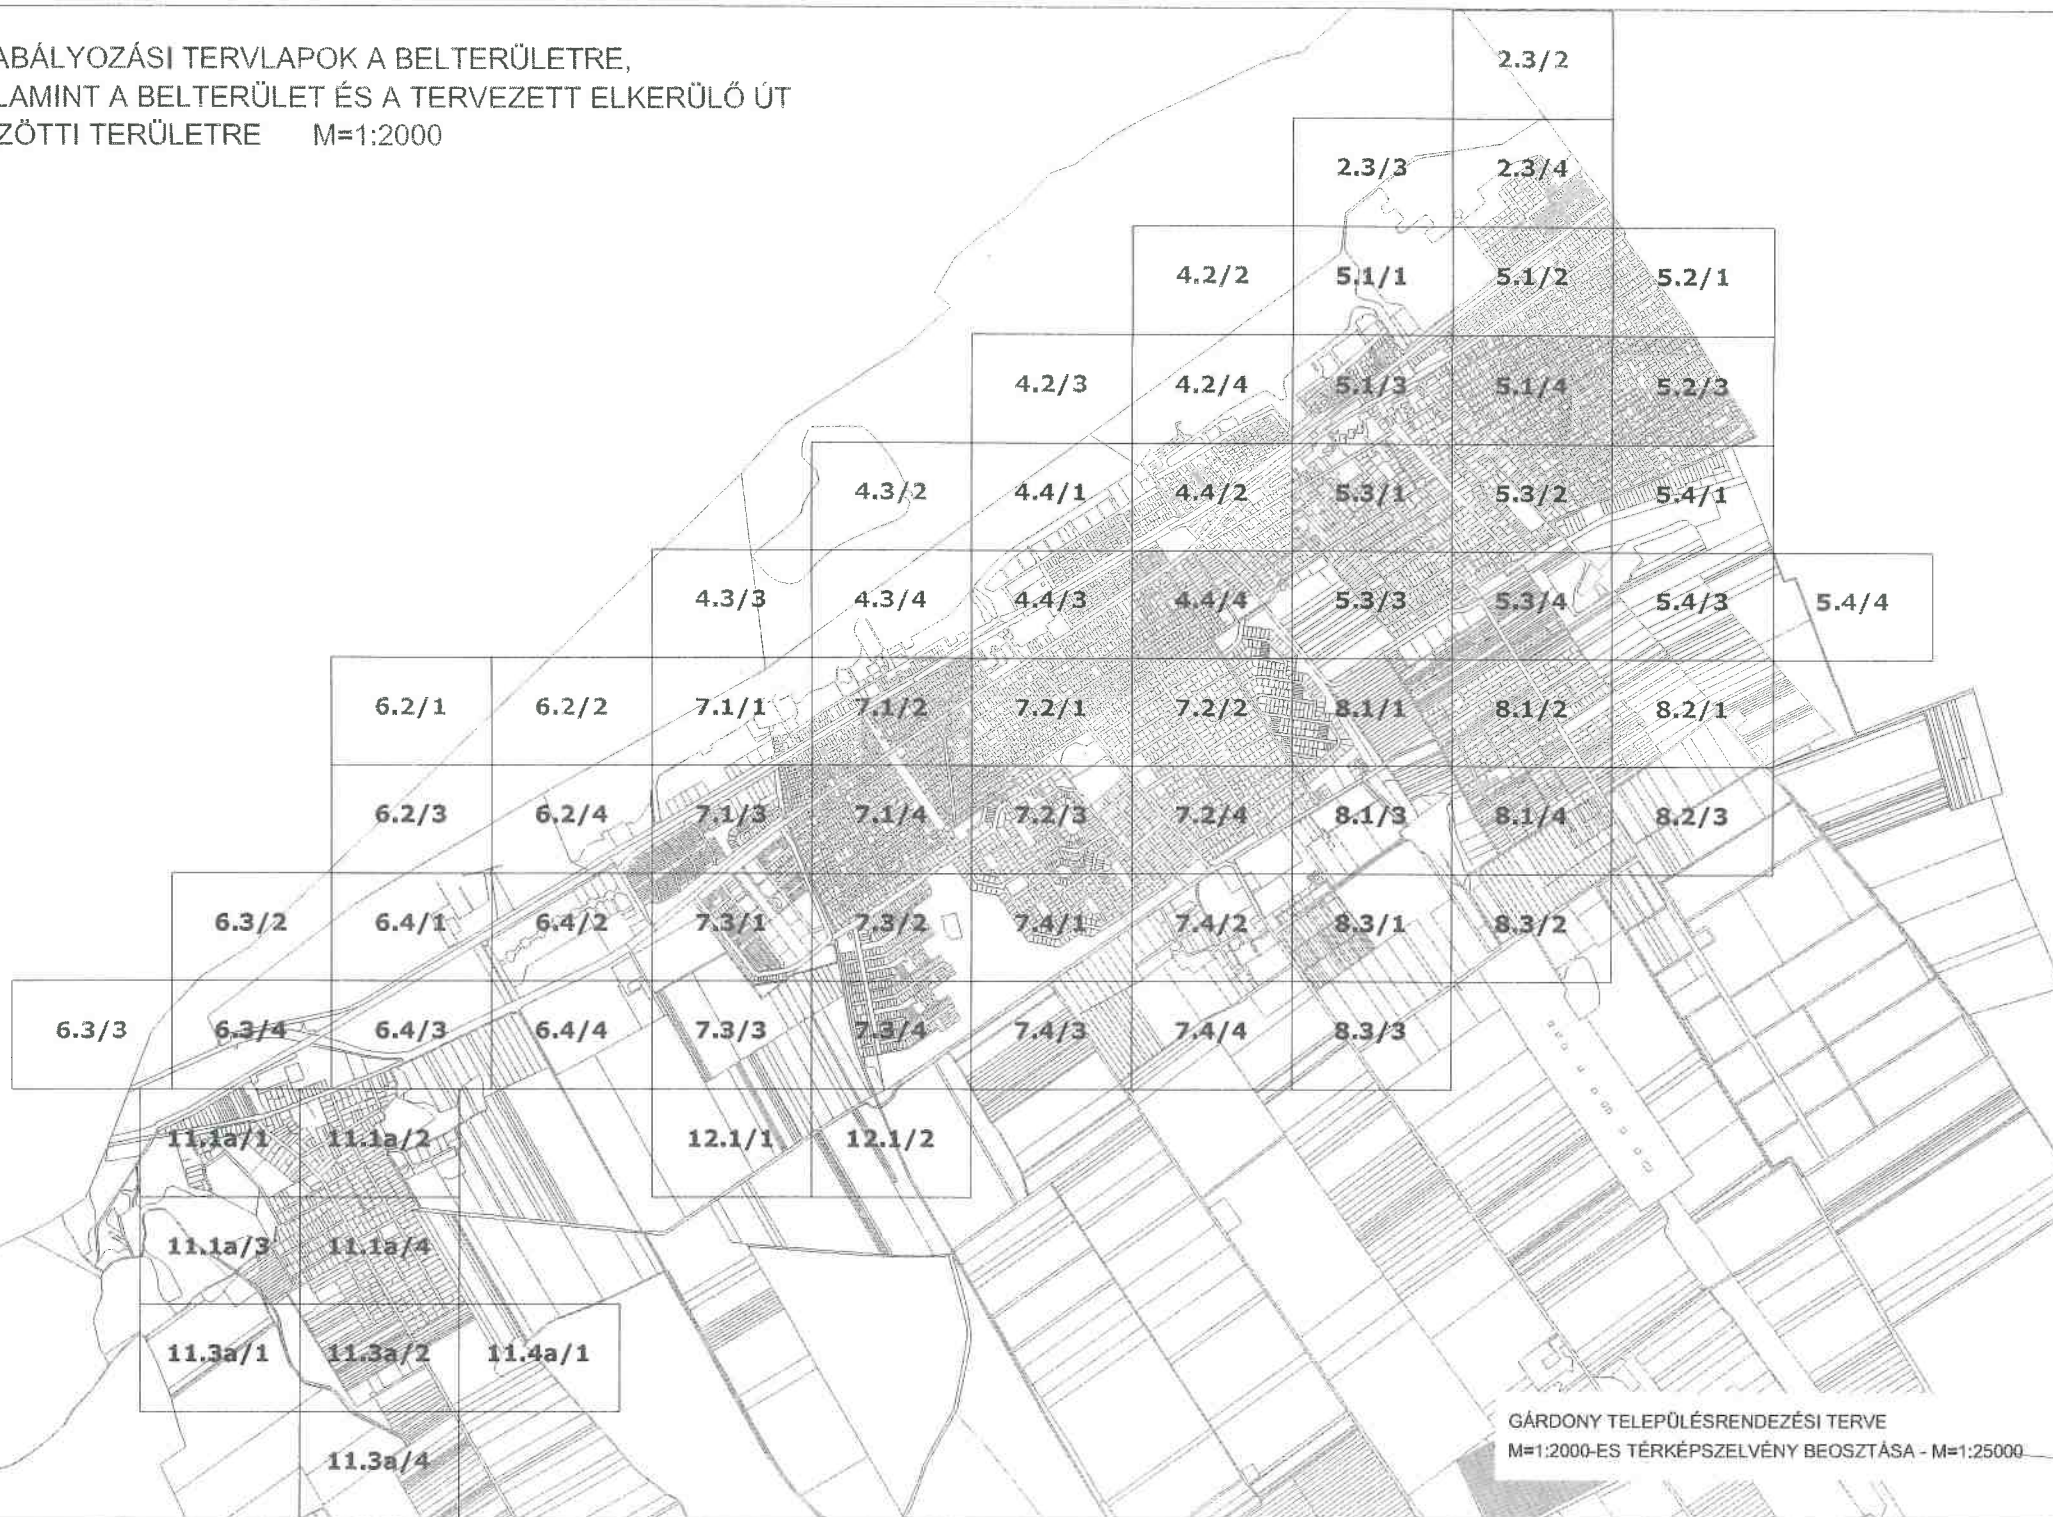 ABÁLYOZÁSI TERVLAPOK A BELTERÜLETRE,
LAMINT A BELTERÜLET ÉS A TERVEZETT ELKERÜLŐ ÚT
ZÖTTI TERÜLETRE M=1:2000
2.3/2
2.3/3 2.3/4
4.2/2 5.1/1 5.1/2 5.2/1
4.2/3 4.2/4 5.1/3 5.1/4 5.2/3
4.3/2 4.4/1 4.4/2 5.3/1 5.3/2 5.4/1
4.3/3 4.3/4 4.4/3 4.4/4 5.3/3 5.3/4 5.4/3 5.4/4
6.2/1 6.2/2 7.1/1 7.1/2 7.2/1 7.2/2 8.1/1 8.1/2 8.2/1
6.2/3 6.2/4 7.1/3 7.1/4 7.2/3 7.2/4 8.1/3 8.1/4 8.2/3
6.3/2 6.4/1 6.4/2 7.3/1 7.3/2 7.4/1 7.4/2 8.3/1 8.3/2
6.3/3 6.3/4 6.4/3 6.4/4 7.3/3 7.3/4 7.4/3 7.4/4 8.3/3
11.1a/1 11.1a/2 12.1/1 12.1/2
11.1a/3 11.1a/4
11.3a/1 11.3a/2 11.4a/1
11.3a/4
GÁRDONY TELEPÜLÉSRENDEZÉSI TERVE
M=1:2000-ES TÉRKÉPSZELVÉNY BEOSZTÁSA - M=1:25000